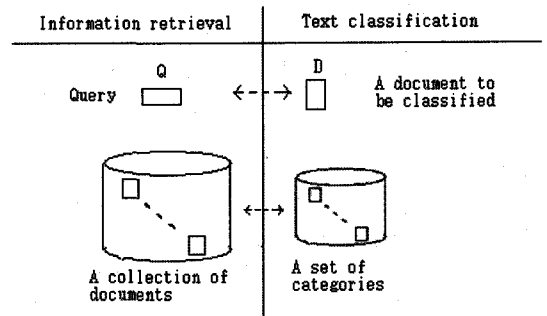 Information retrieval
Text classification
Q
Query
D
A document to
be classified
A collection of
documents
A set of
categories